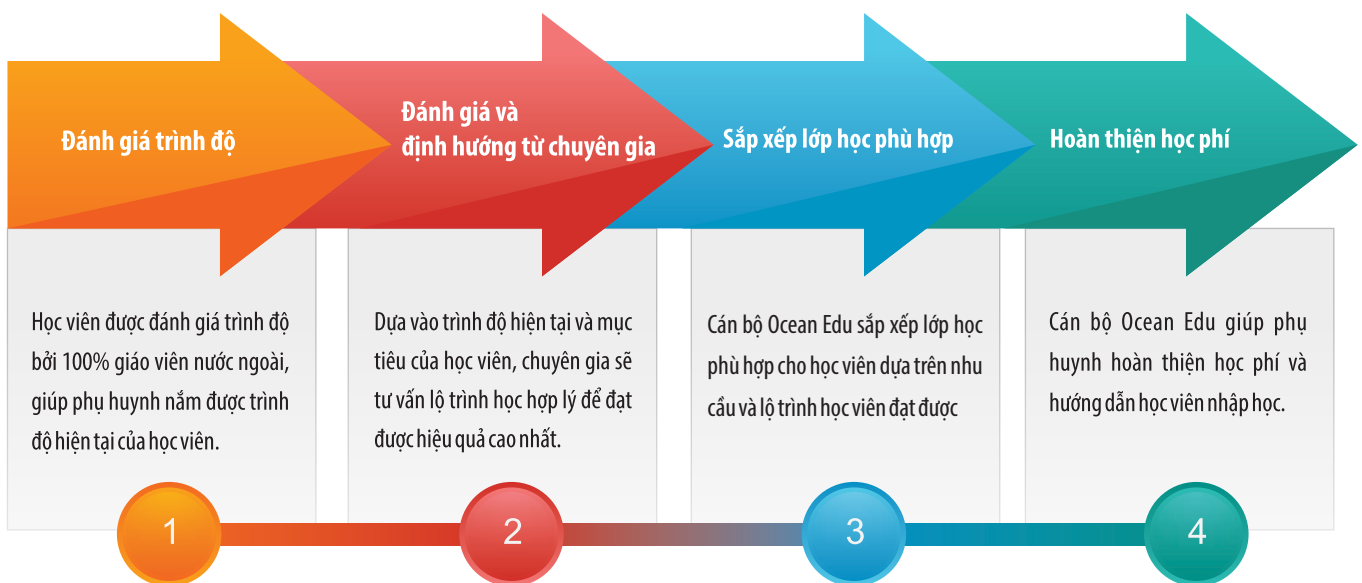 Đánh giá trình độ
Đánh giá và
định hướng từ chuyên gia
Sắp xếp lớp học phù hợp
Hoàn thiện học phí
Học viên được đánh giá trình độ
bởi 100% giáo viên nước ngoài,
giúp phụ huynh nắm được trình
độ hiện tại của học viên.
Dựa vào trình độ hiện tại và mục
tiêu của học viên, chuyên gia sẽ
tư vấn lộ trình học hợp lý để đạt
được hiệu quả cao nhất.
Cán bộ Ocean Edu sắp xếp lớp học
phù hợp cho học viên dựa trên nhu
cầu và lộ trình học viên đạt được
Cán bộ Ocean Edu giúp phụ
huynh hoàn thiện học phí và
hướng dẫn học viên nhập học.
1
2
3
4